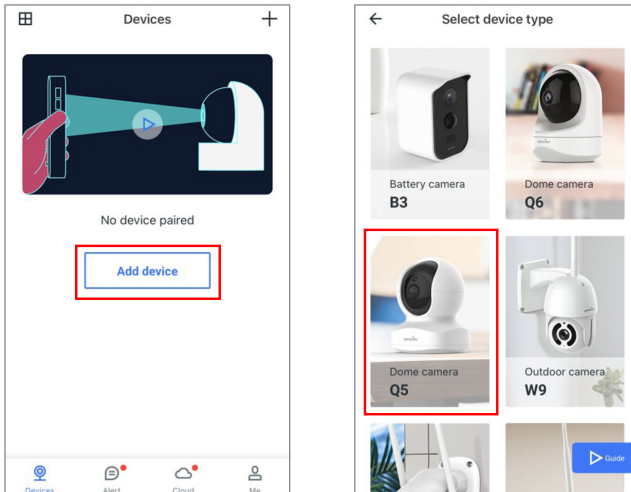 Devices
No device paired
Add device
Devices
Alert
Cloud
Me
Select device type
Battery camera
B3
Dome camera
Q6
Dome camera
Q5
Outdoor camera
W9
Guide